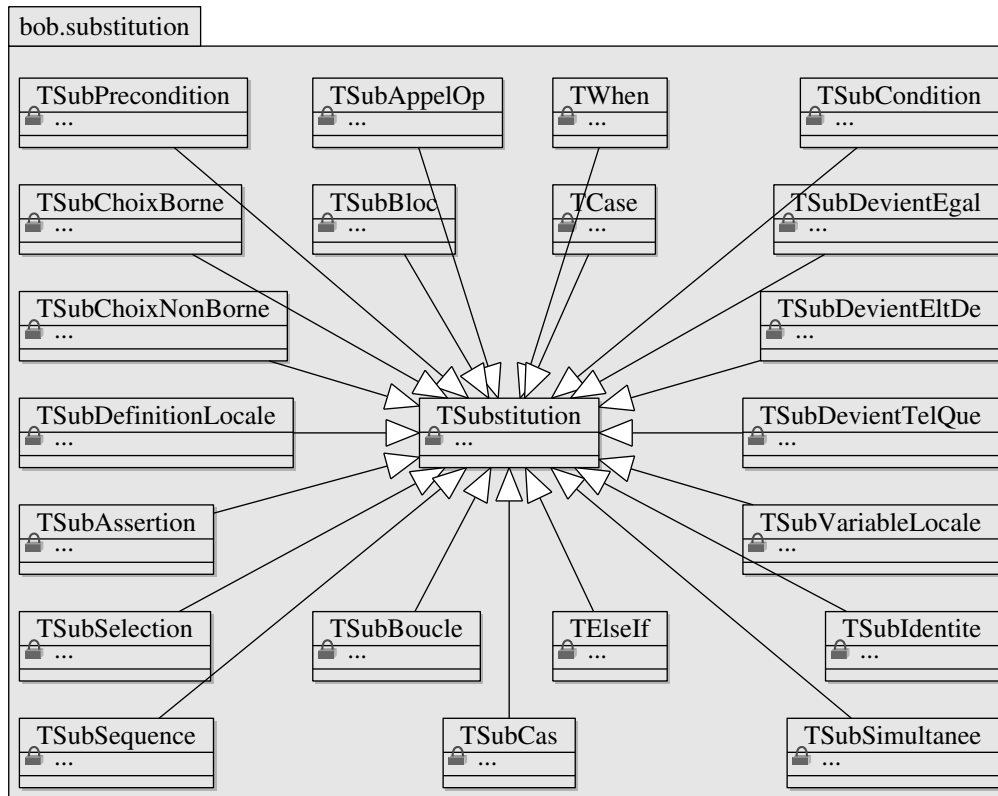 bob.substitution
TSubPrecondition
...
TSubAppelOp
...
TWhen
...
TSubCondition
...
TSubChoixBorne
...
TSubBloc
...
TCase
...
TSubDevientEgal
...
TSubChoixNonBorne
...
TSubDevientEltDe
...
TSubDefinitionLocale
...
TSubstitution
...
TSubDevientTelQue
...
TSubAssertion
...
TSubVariableLocale
...
TSubSelection
...
TSubBoucle
...
TElseIf
...
TSubIdentite
...
TSubSequence
...
TSubCas
...
TSubSimultanee
...